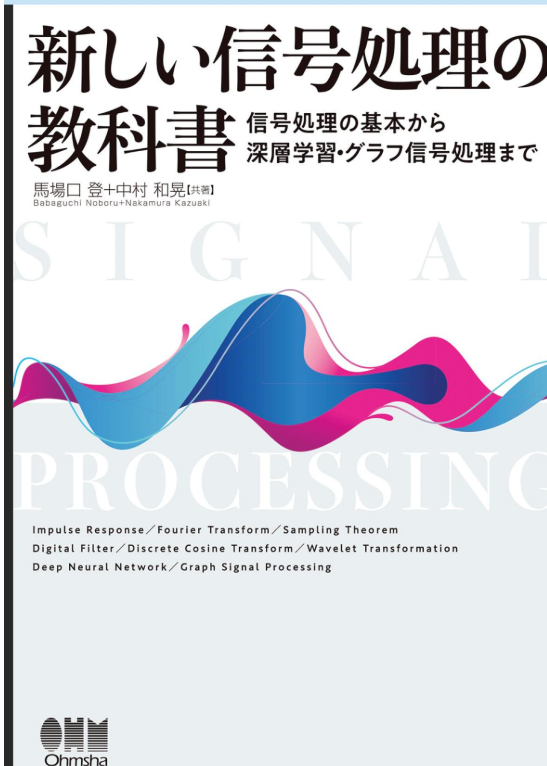 新しい信号処理の
教科書
信号処理の基本から
深層学習・グラフ信号処理まで
馬場口 登+中村 和晃【共著】
Babaguchi Noboru+Nakamura Kazuaki
SIGNAL
PROCESSING
Impulse Response/Fourier Transform/Sampling Theorem
Digital Filter/Discrete Cosine Transform/Wavelet Transformation
Deep Neural Network/Graph Signal Processing
OHM
Ohmsha